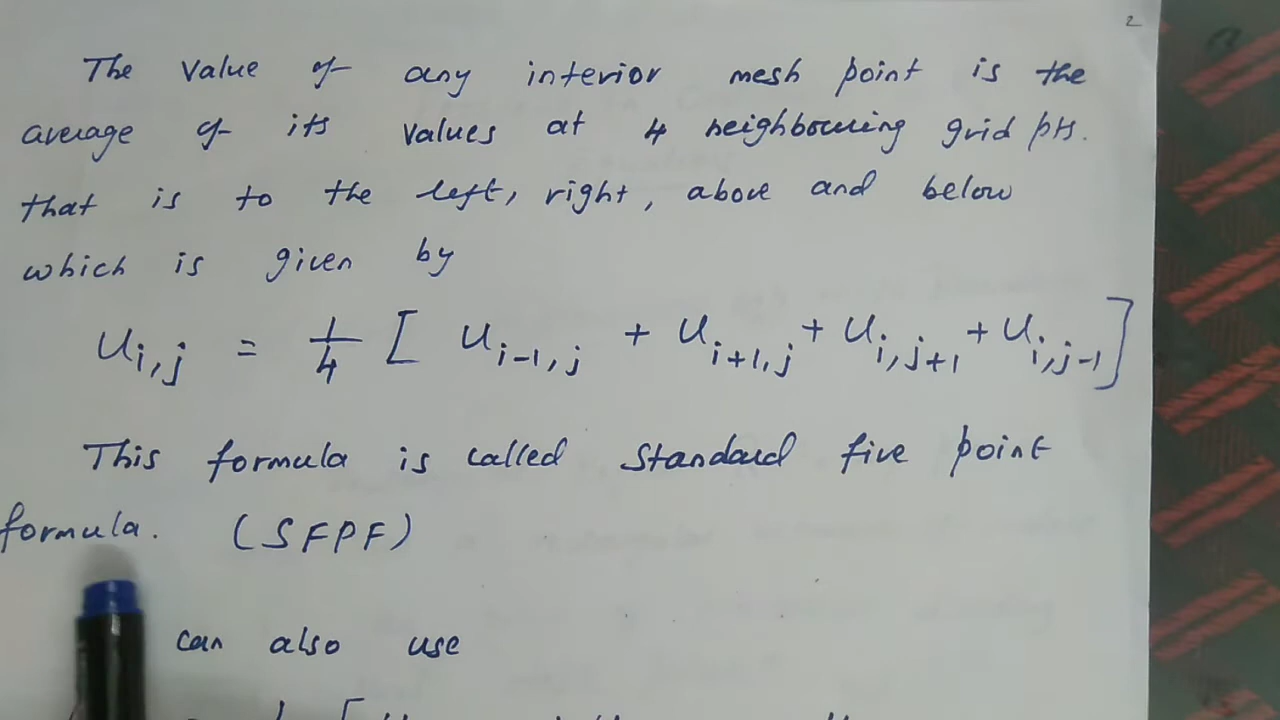 2
The value of any interior mesh point is the
average of its values at 4 neighbouring grid pts.
that is to the left, right, above and below
which is given by
u_{i,j} = 1/4 [ u_{i-1,j} + u_{i+1,j} + u_{i,j+1} + u_{i,j-1} ]
This formula is called Standard five point
formula. (SFPF)
can also use